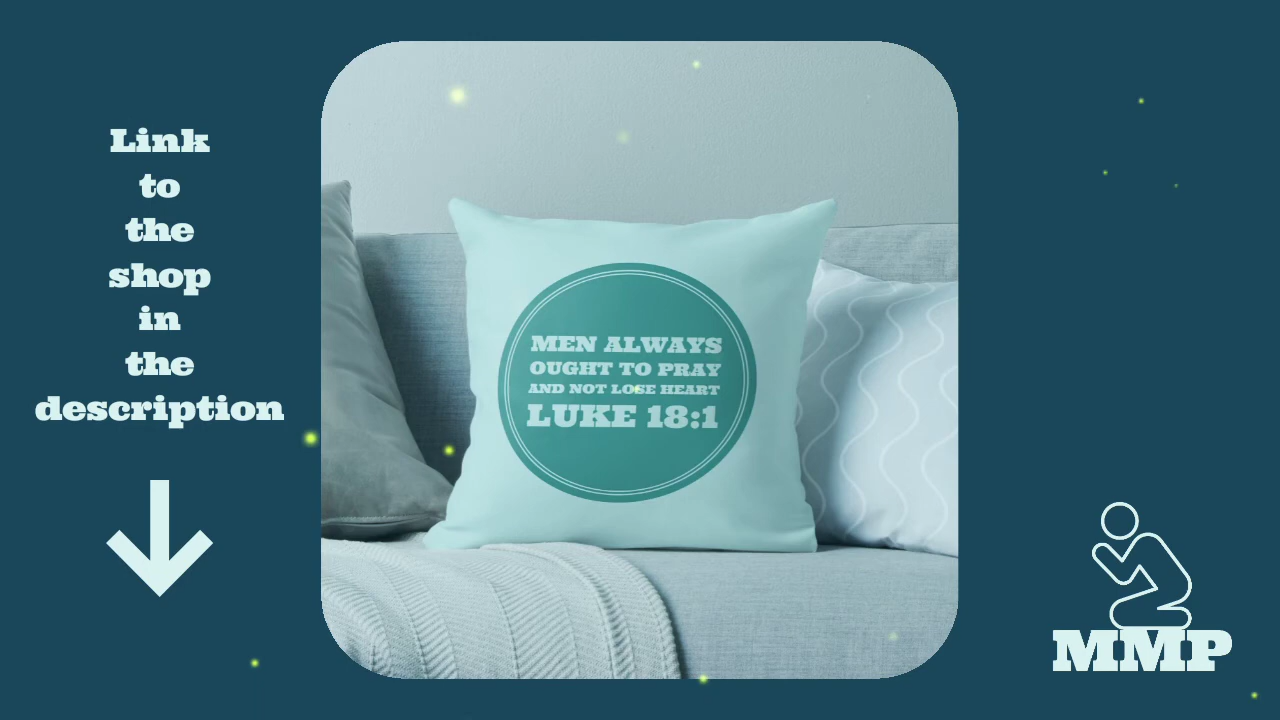 Link
to
the
shop
in
the
description
MEN ALWAYS
OUGHT TO PRAY
AND NOT LOSE HEART
LUKE 18:1
MMP